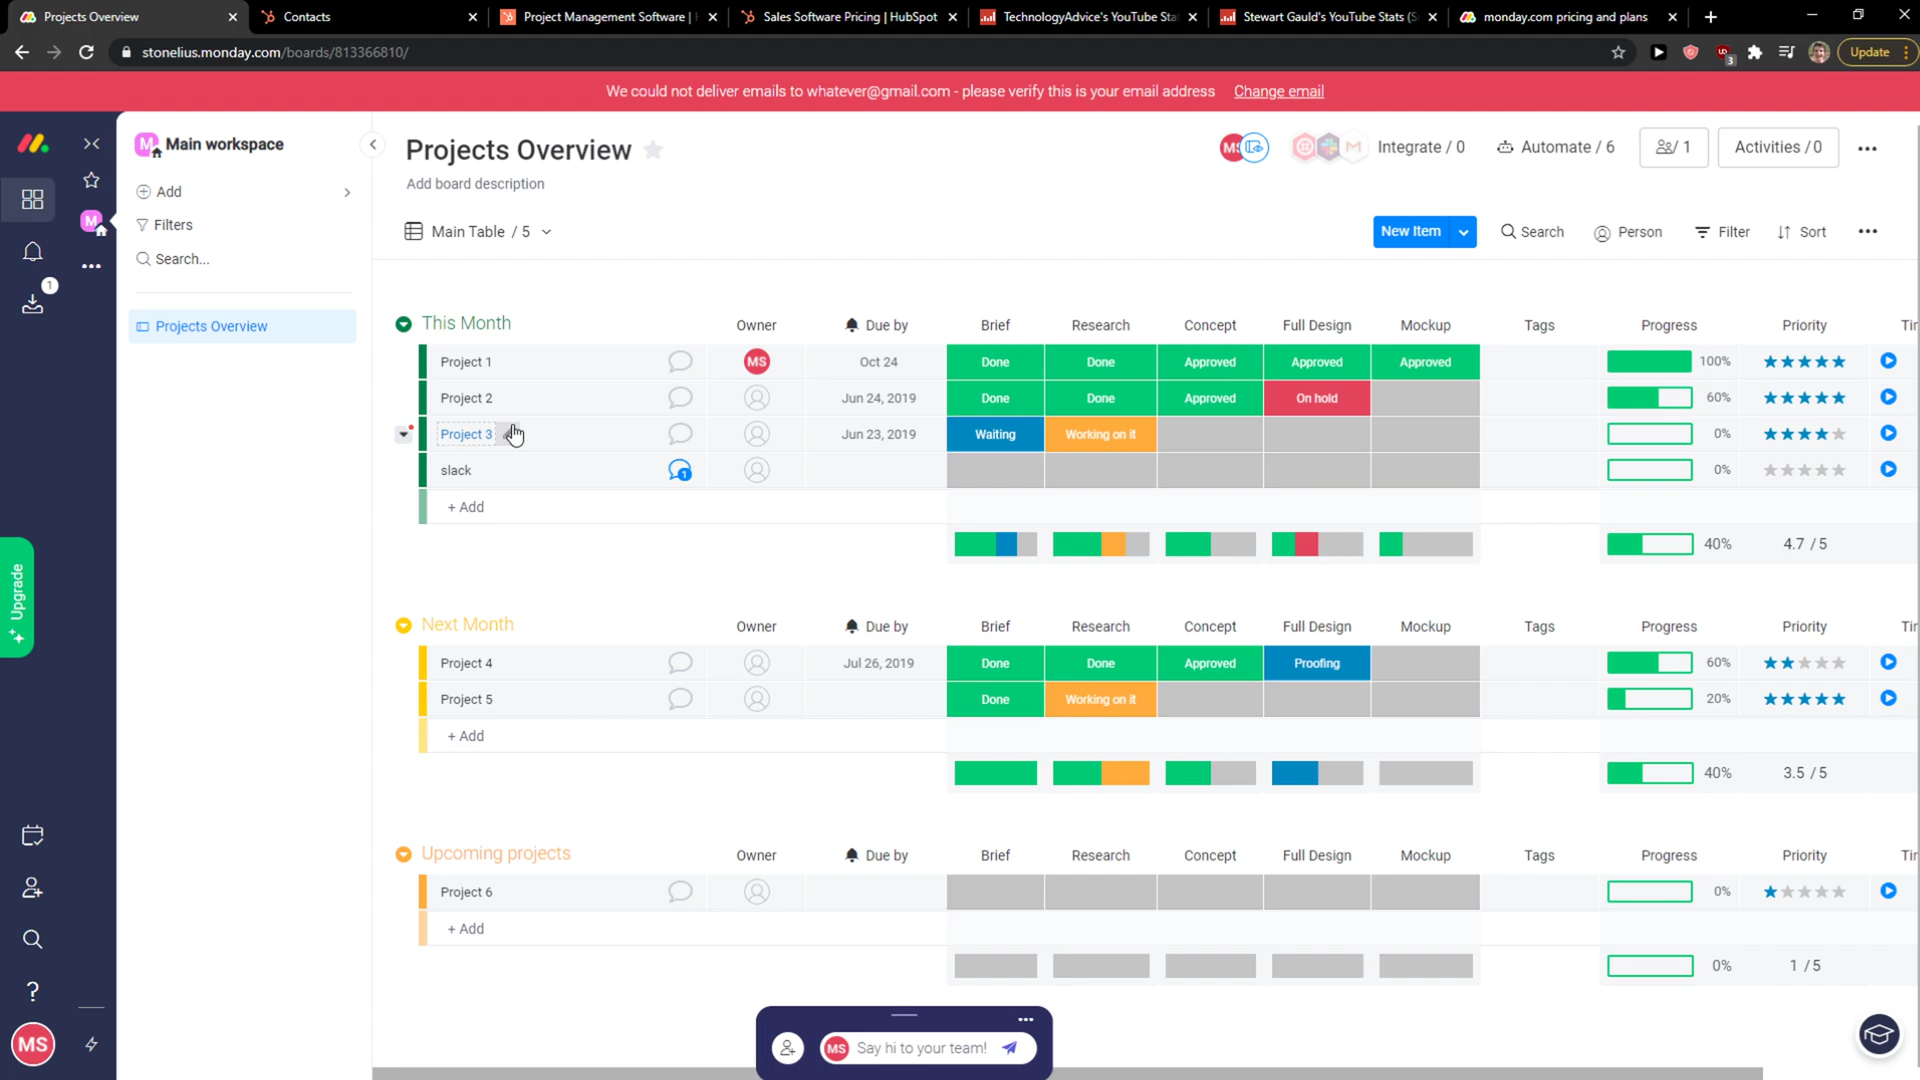 Projects Overview
Contacts
Project Management Software |
Sales Software Pricing | HubSpot
TechnologyAdvice's YouTube Sta
Stewart Gauld's YouTube Stats (S
monday.com pricing and plans
stonelius.monday.com/boards/813366810/
3
Update
We could not deliver emails to whatever@gmail.com - please verify this is your email address Change email
M Main workspace
Add
Filters
Search...
Projects Overview
M
1
Upgrade
MS
Projects Overview
Add board description
MS
M
Integrate / 0
Automate / 6
/ 1
Activities / 0
Main Table / 5
New Item
Search
Person
Filter
Sort
This Month Owner Due by Brief Research Concept Full Design Mockup Tags Progress Priority Tir
Project 1 MS Oct 24 Done Done Approved Approved Approved 100%
Project 2 Jun 24, 2019 Done Done Approved On hold 60%
Project 3 Jun 23, 2019 Waiting Working on it 0%
slack 1 0%
+ Add
40% 4.7 / 5
Next Month Owner Due by Brief Research Concept Full Design Mockup Tags Progress Priority Tir
Project 4 Jul 26, 2019 Done Done Approved Proofing 60%
Project 5 Done Working on it 20%
+ Add
40% 3.5 / 5
Upcoming projects Owner Due by Brief Research Concept Full Design Mockup Tags Progress Priority Tir
Project 6 0%
+ Add
0% 1 / 5
MS Say hi to your team!